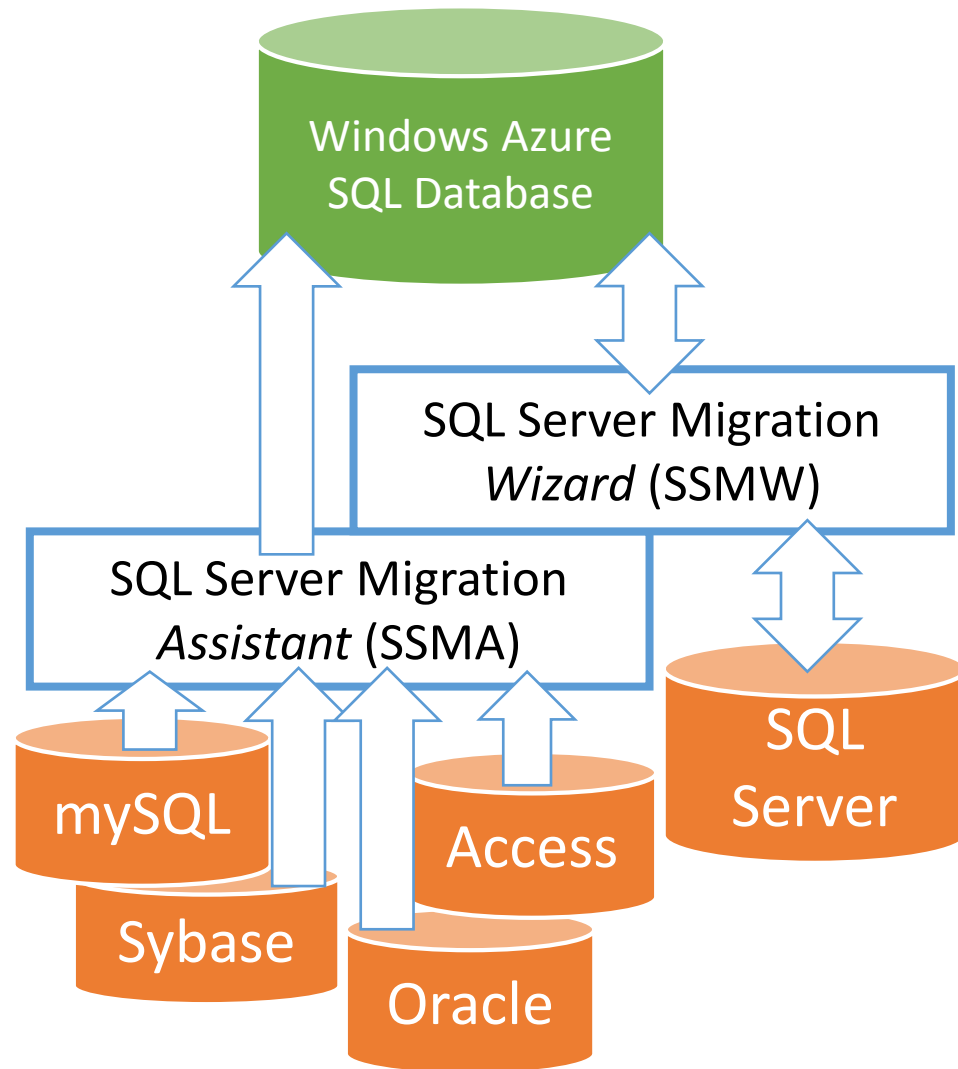 Windows Azure
SQL Database
SQL Server Migration
Wizard (SSMW)
SQL Server Migration
Assistant (SSMA)
SQL
Server
mySQL
Access
Sybase
Oracle